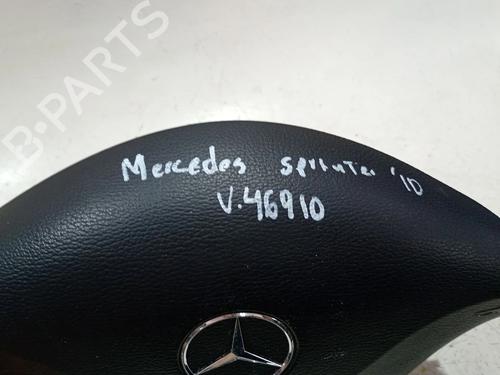 B-PARTS
Mercedes sprinter '10
V.46910